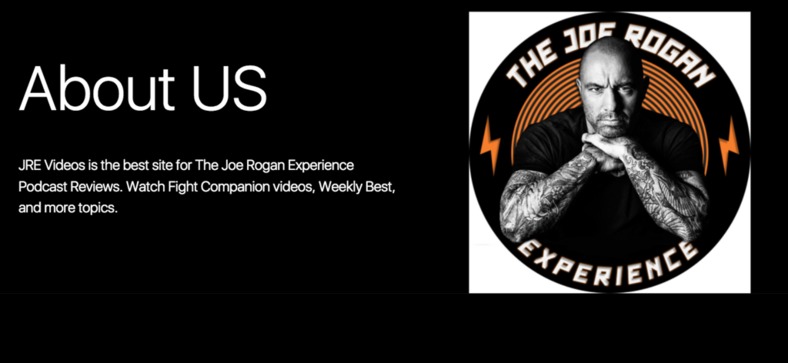 About US
JRE Videos is the best site for The Joe Rogan Experience
Podcast Reviews. Watch Fight Companion videos, Weekly Best,
and more topics.
THE JOE ROGAN
EXPERIENCE